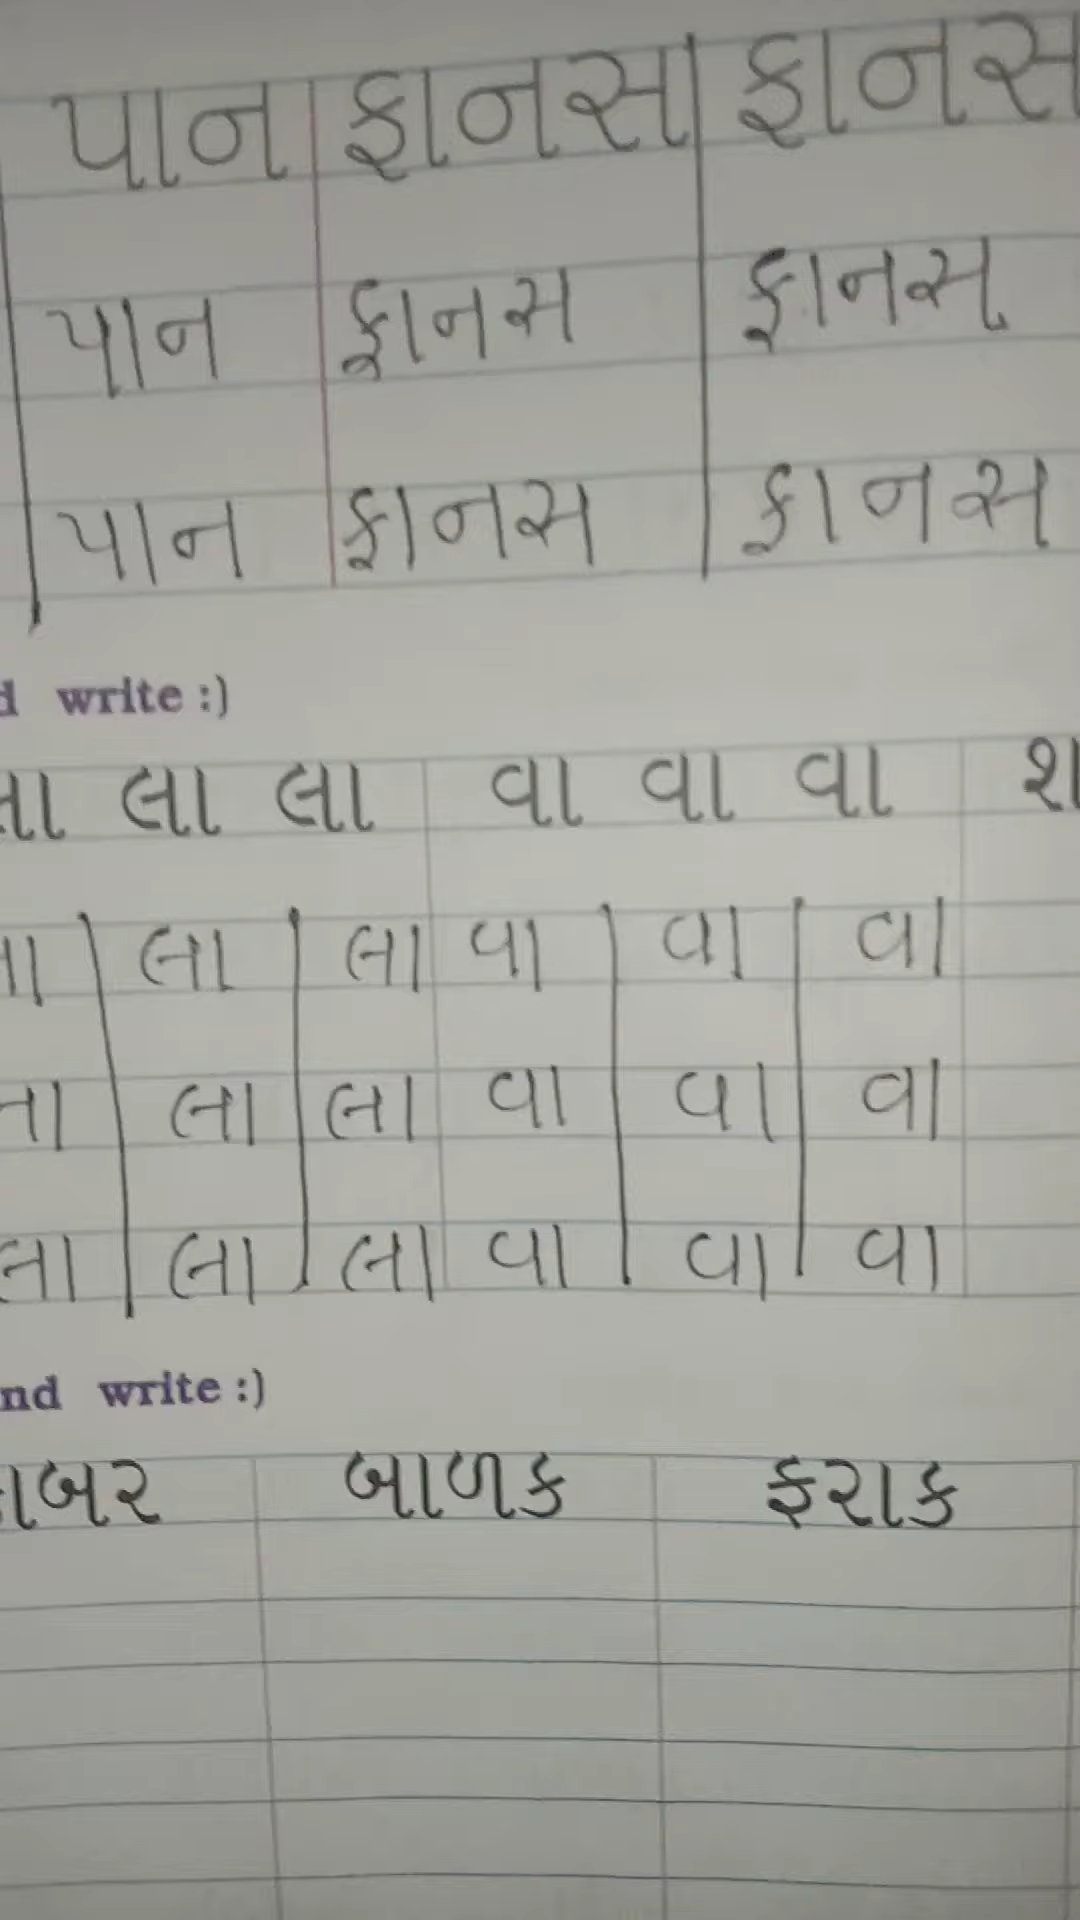 પાન ફાનસ ફાનસ
પાન ફાનસ ફાનસ
પાન ફાનસ ફાનસ
write :)
લા લા વા વા વા શ
લા લા વા વા વા
લા લા વા વા વા
લા લા લા વા વા વા
nd write :)
બાળક ફરાક